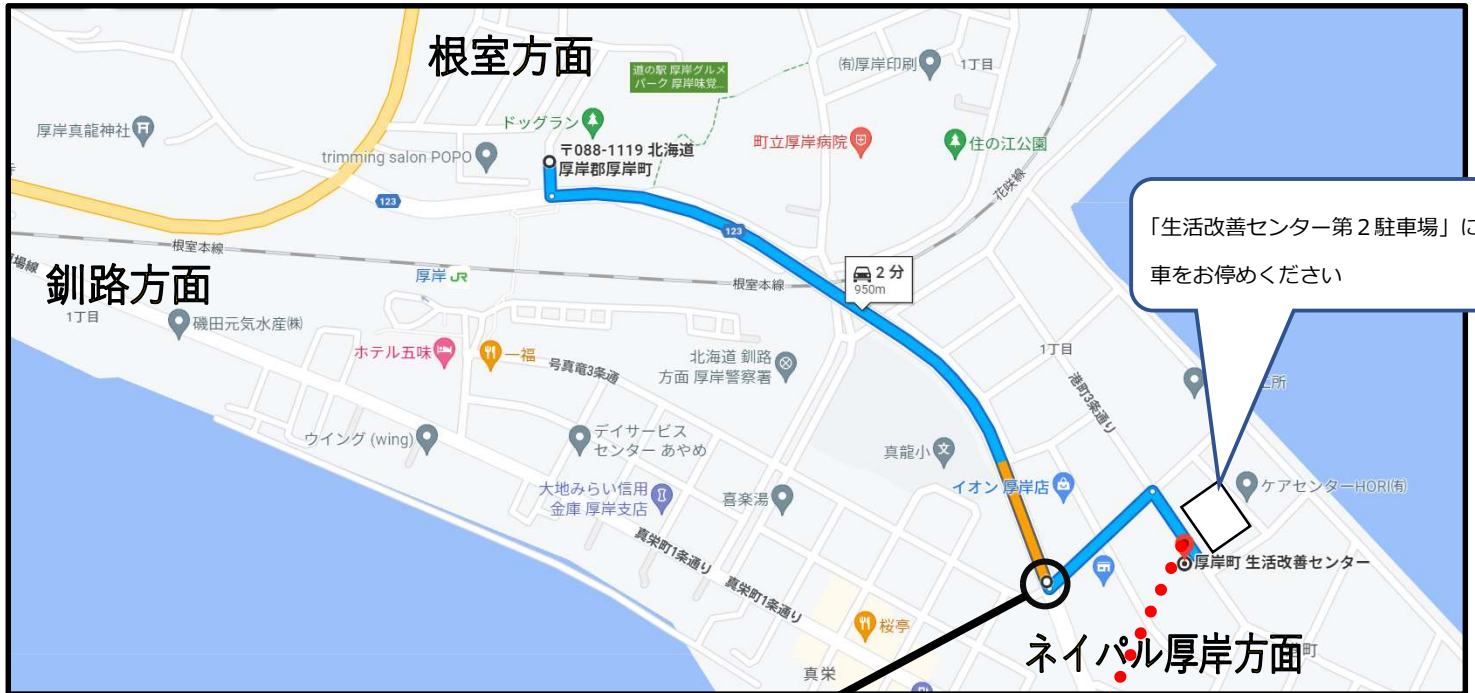 根室方面
道の駅 厚岸グルメ
パーク 厚岸味覚...
(有)厚岸印刷
1丁目
厚岸真龍神社
ドッグラン
町立厚岸病院
住の江公園
trimming salon POPO
〒088-1119 北海道
厚岸郡厚岸町
花咲線
123
123
「生活改善センター第２駐車場」に
車をお停めください
根室本線
釧路方面
厚岸 JR
根室本線
2 分
950m
場線
1丁目
磯田元気水産㈱
ホテル五味
一福
号真竜3条通
北海道 釧路
方面 厚岸警察署
1丁目
港町3条通り
所
ウイング (wing)
デイサービス
センター あやめ
真龍小
イオン 厚岸店
ケアセンターHORI(有)
大地みらい信用
金庫 厚岸支店
喜楽湯
真栄町1条通り
真栄町1条通り
厚岸町 生活改善センター
桜亭
ネイパル厚岸方面
町
真栄